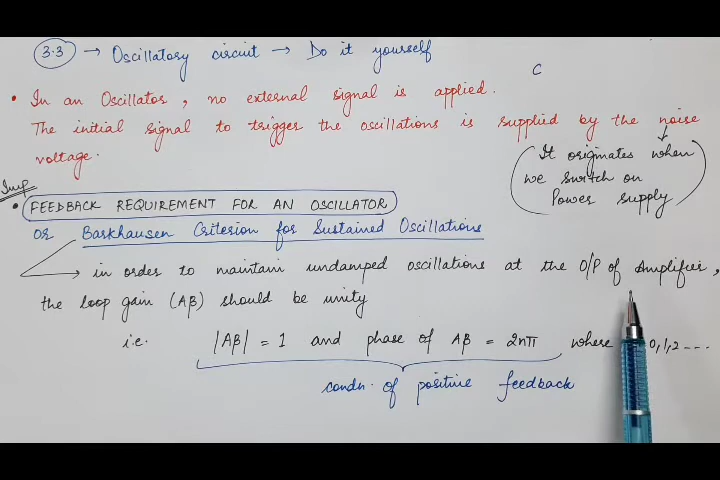 3.3 → Oscillatory circuit → Do it yourself
C
• In an Oscillator, no external signal is applied.
The initial signal to trigger the oscillations is supplied by the noise
voltage.
(It originates when
we switch on
Power supply)
Imp
• FEEDBACK REQUIREMENT FOR AN OSCILLATOR
or Barkhausen Criterion for Sustained Oscillations
→ in order to maintain undamped oscillations at the O/P of Amplifier,
the loop gain (Aβ) should be unity
i.e. |Aβ| = 1 and phase of Aβ = 2nπ where 0,1,2 ---.
condn. of positive feedback